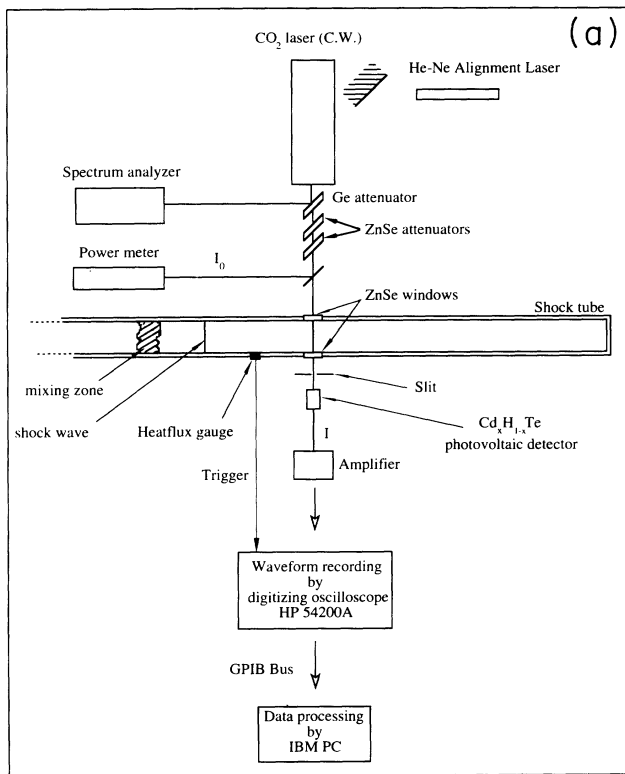 (a)
CO₂ laser (C.W.)
He-Ne Alignment Laser
Spectrum analyzer
Ge attenuator
ZnSe attenuators
Power meter
I₀
ZnSe windows
Shock tube
mixing zone
shock wave
Heatflux gauge
Slit
CdₓH₁₋ₓTe
photovoltaic detector
I
Amplifier
Trigger
Waveform recording
by
digitizing oscilloscope
HP 54200A
GPIB Bus
Data processing
by
IBM PC